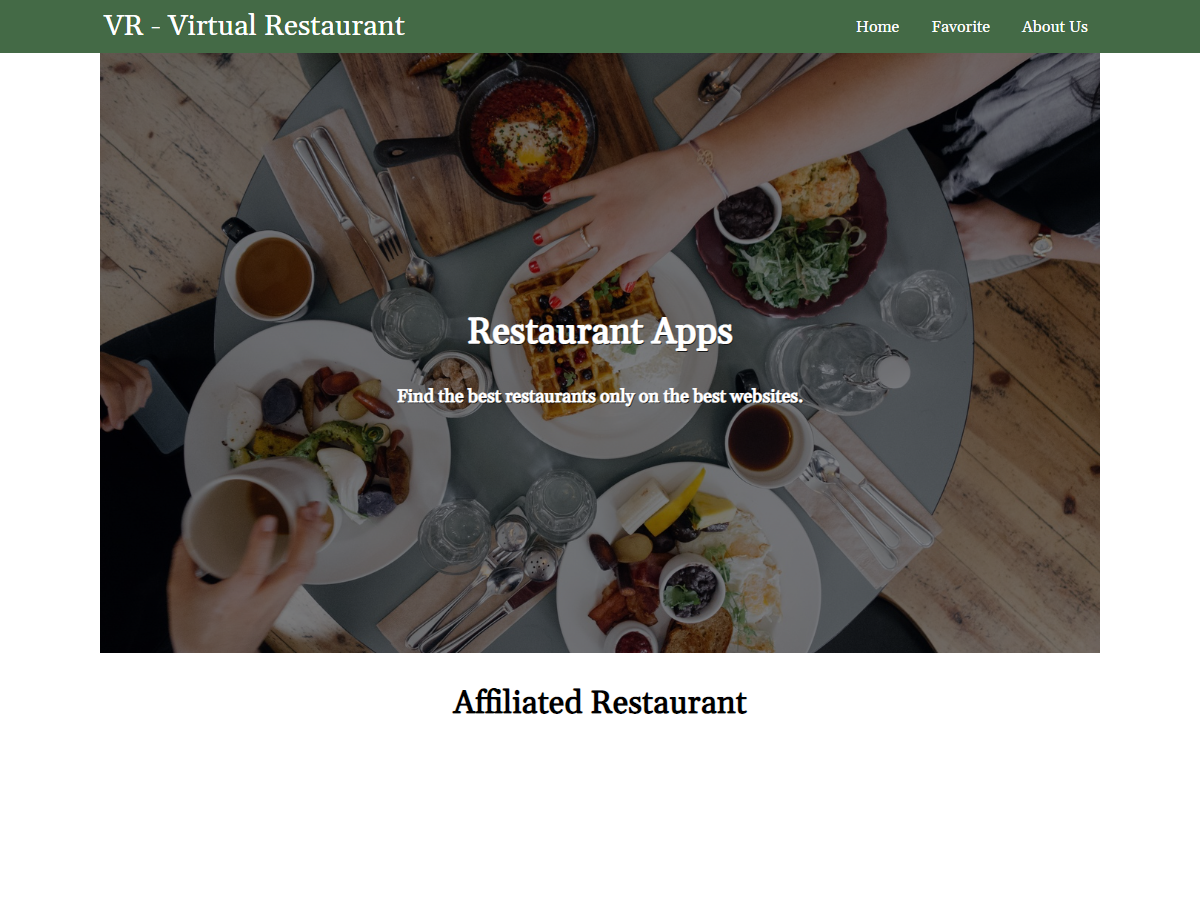 VR - Virtual Restaurant
Home Favorite About Us
Restaurant Apps
Find the best restaurants only on the best websites.
Affiliated Restaurant